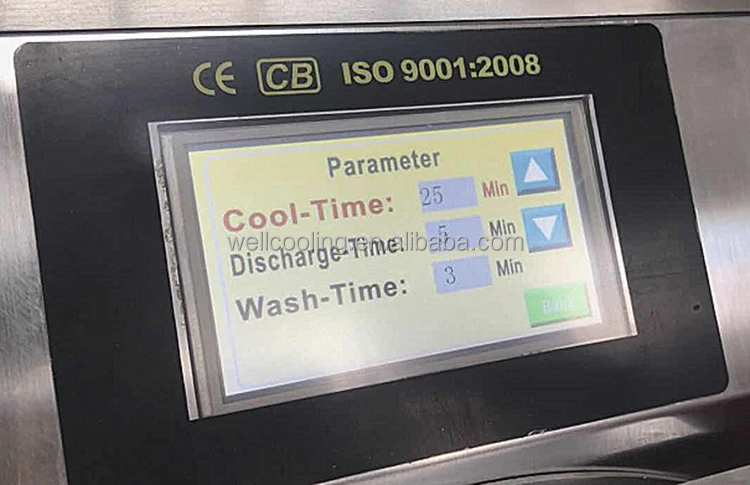 CE CB ISO 9001:2008
Parameter
Cool-Time: 25 Min
wellcooling.en.alibaba.com
Discharge-Time: 5 Min
Wash-Time: 3 Min
Back